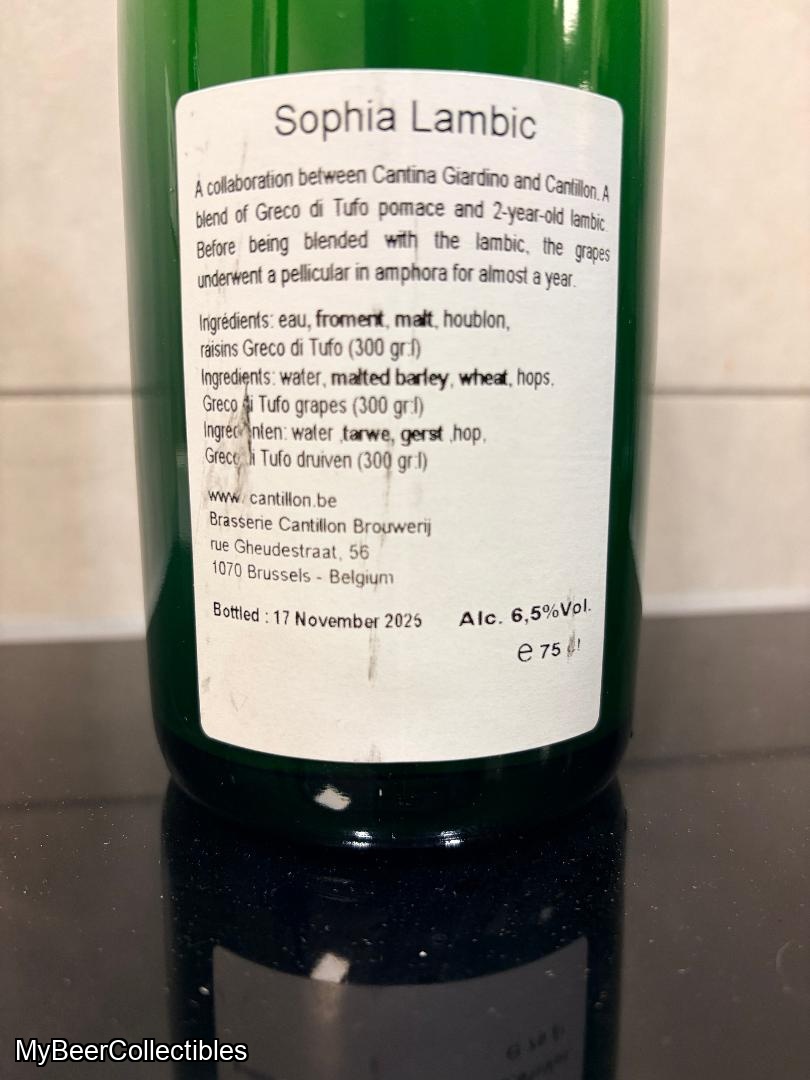 Sophia Lambic
A collaboration between Cantina Giardino and Cantillon. A
blend of Greco di Tufo pomace and 2-year-old lambic.
Before being blended with the lambic, the grapes
underwent a pellicular in amphora for almost a year.
Ingrédients: eau, froment, malt, houblon,
raisins Greco di Tufo (300 gr:l)
Ingredients: water, malted barley, wheat, hops,
Greco di Tufo grapes (300 gr:l)
Ingrediënten: water ,tarwe, gerst ,hop,
Greco di Tufo druiven (300 gr:l)
www. cantillon.be
Brasserie Cantillon Brouwerij
rue Gheudestraat, 56
1070 Brussels - Belgium
Bottled : 17 November 2025 Alc. 6,5%Vol.
e 75 cl
MyBeerCollectibles